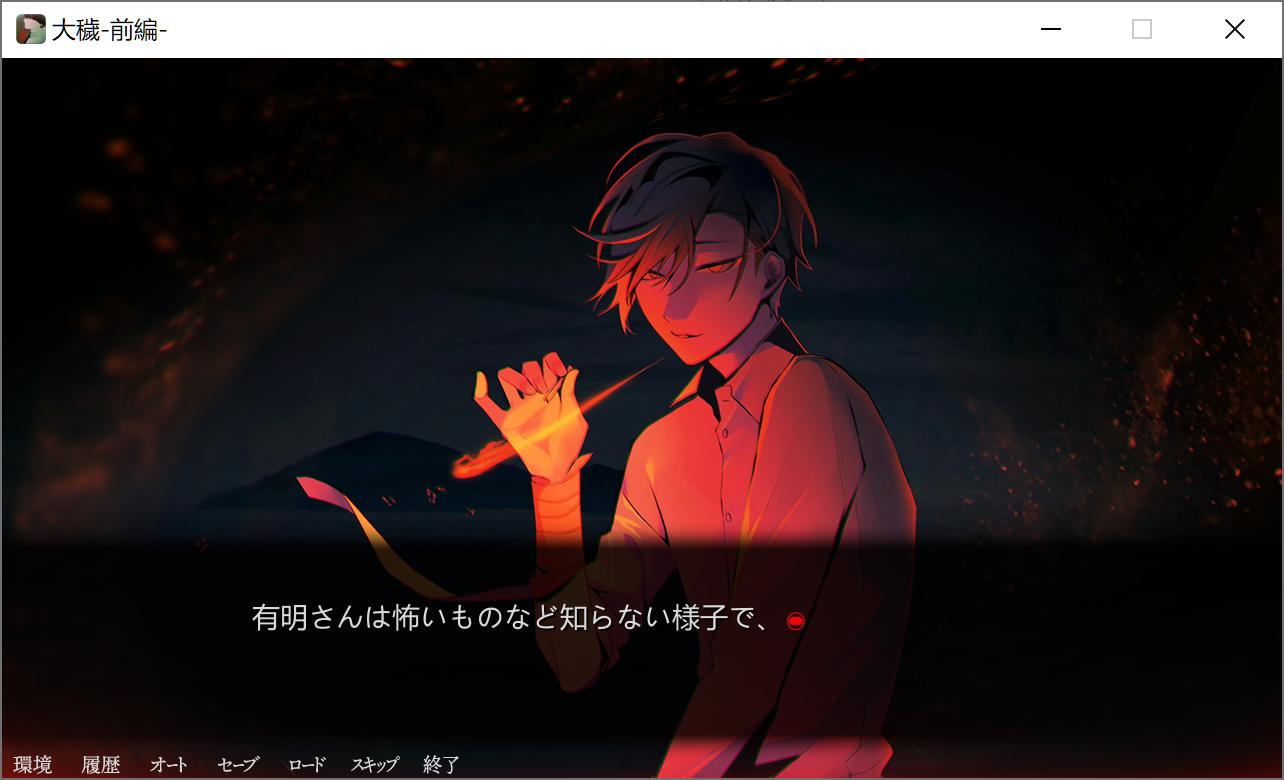 大穢-前編-
有明さんは怖いものなど知らない様子で、
環境 履歴 オート セーブ ロード スキップ 終了